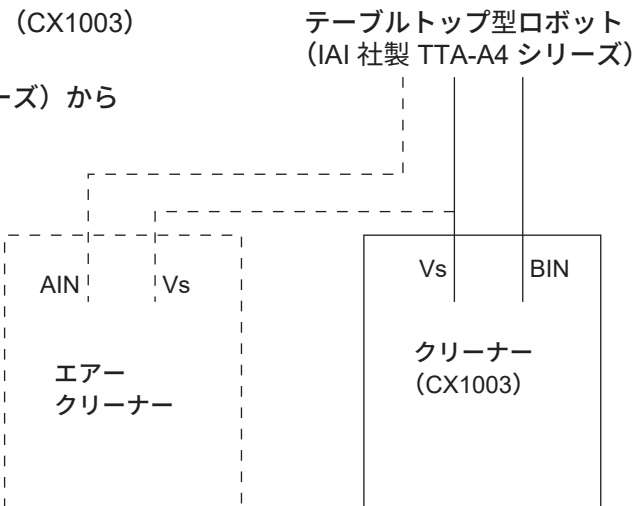 （CX1003）
テーブルトップ型ロボット
（IAI 社製 TTA-A4 シリーズ）
ーズ）から
AIN
Vs
Vs
BIN
エアー
クリーナー
クリーナー
（CX1003）